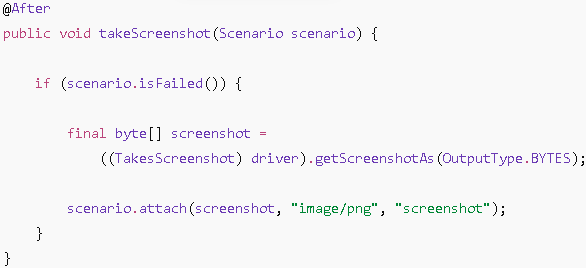 @After
public void takeScreenshot(Scenario scenario) {
if (scenario.isFailed()) {
final byte[] screenshot =
((TakesScreenshot) driver).getScreenshotAs(OutputType.BYTES);
scenario.attach(screenshot, "image/png", "screenshot");
}
}